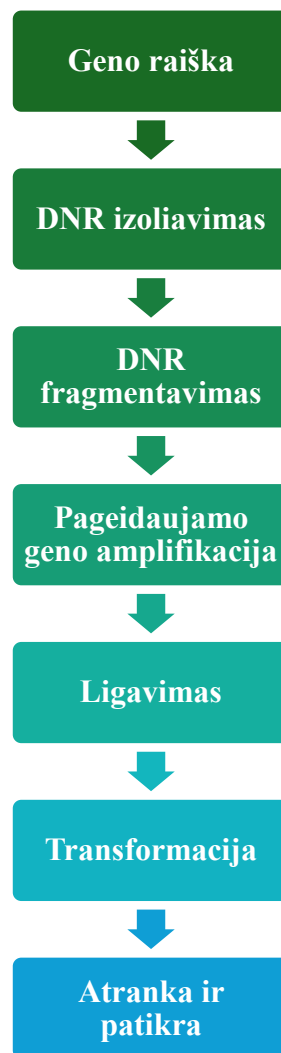 Geno raiška
DNR izoliavimas
DNR
fragmentavimas
Pageidaujamo
geno amplifikacija
Ligavimas
Transformacija
Atranka ir
patikra